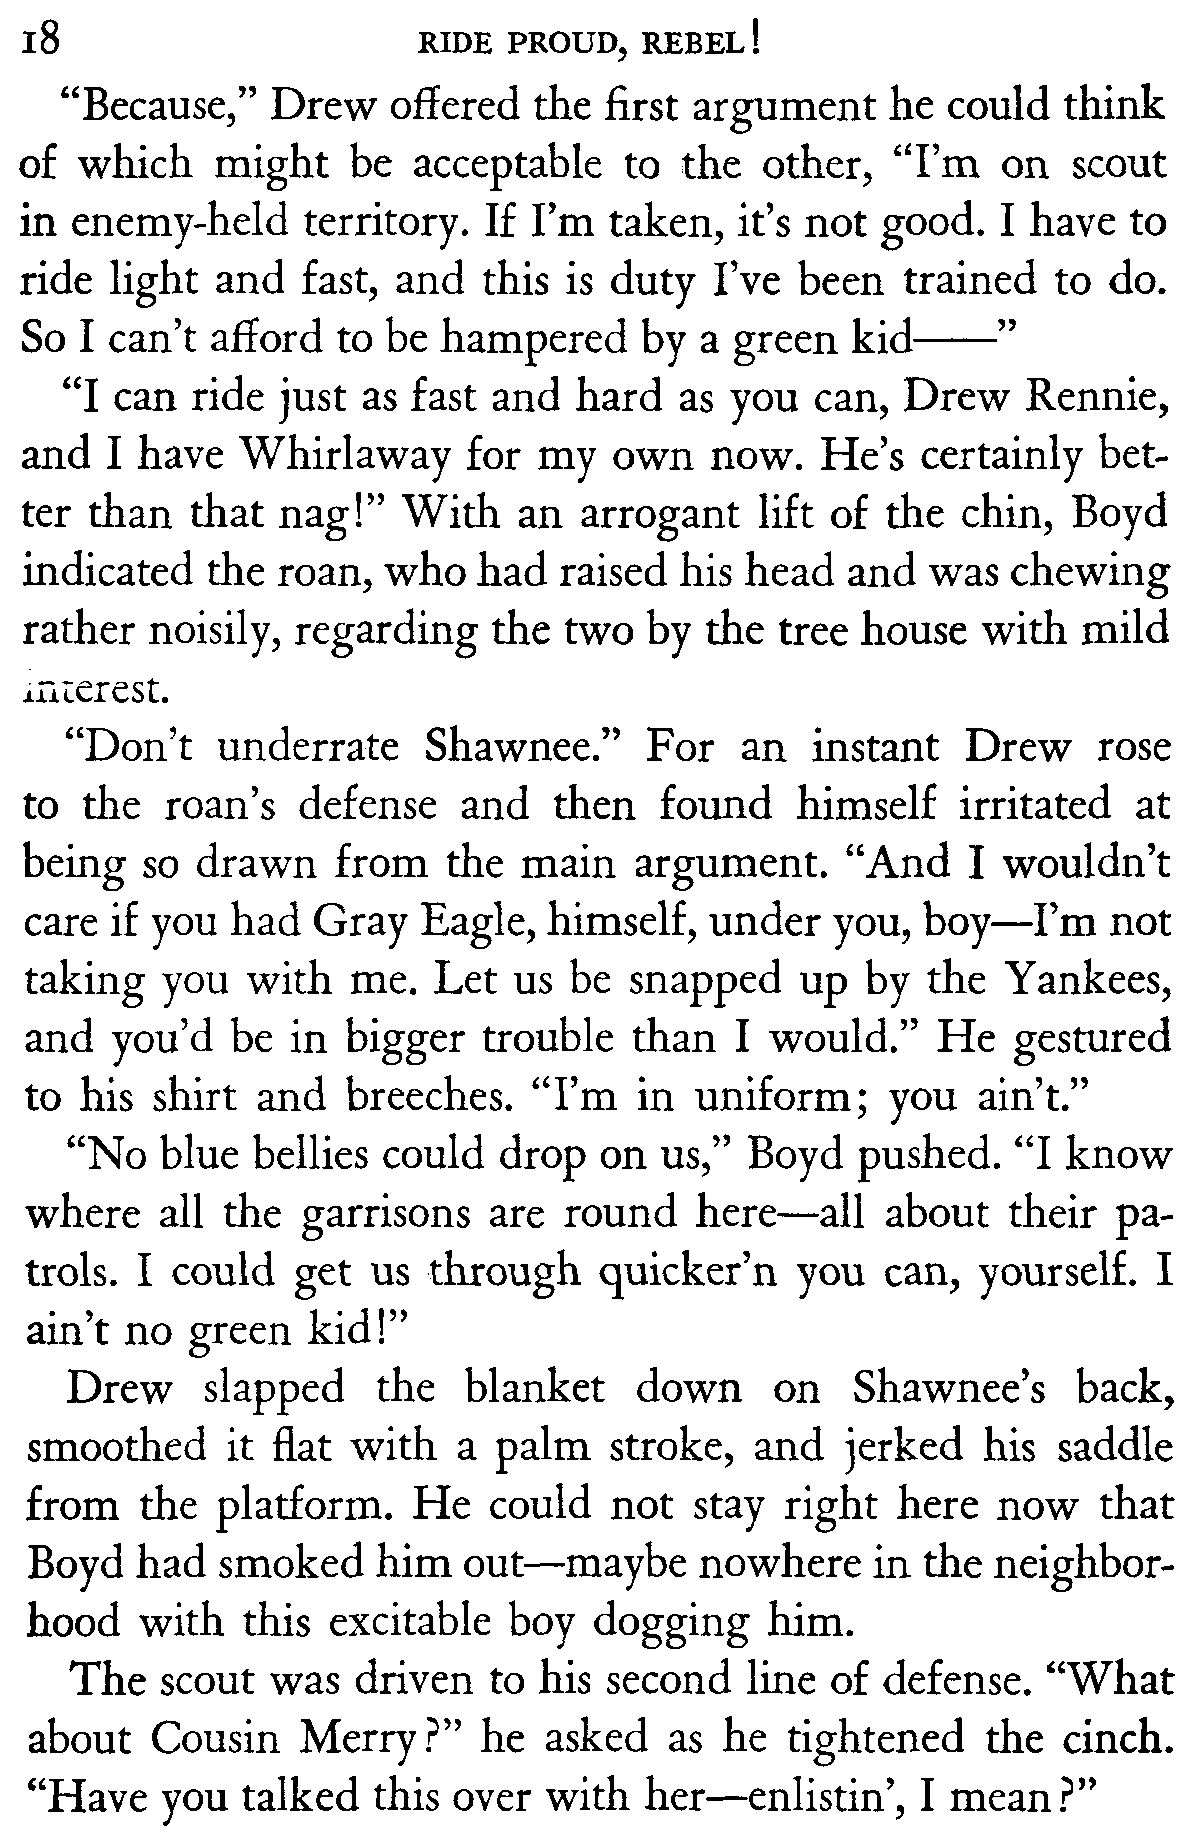 18 RIDE PROUD, REBEL!
“Because,” Drew offered the first argument he could think
of which might be acceptable to the other, “I’m on scout
in enemy-held territory. If I’m taken, it’s not good. I have to
ride light and fast, and this is duty I’ve been trained to do.
So I can’t afford to be hampered by a green kid——”
“I can ride just as fast and hard as you can, Drew Rennie,
and I have Whirlaway for my own now. He’s certainly bet-
ter than that nag!” With an arrogant lift of the chin, Boyd
indicated the roan, who had raised his head and was chewing
rather noisily, regarding the two by the tree house with mild
interest.
“Don’t underrate Shawnee.” For an instant Drew rose
to the roan’s defense and then found himself irritated at
being so drawn from the main argument. “And I wouldn’t
care if you had Gray Eagle, himself, under you, boy—I’m not
taking you with me. Let us be snapped up by the Yankees,
and you’d be in bigger trouble than I would.” He gestured
to his shirt and breeches. “I’m in uniform; you ain’t.”
“No blue bellies could drop on us,” Boyd pushed. “I know
where all the garrisons are round here—all about their pa-
trols. I could get us through quicker’n you can, yourself. I
ain’t no green kid!”
Drew slapped the blanket down on Shawnee’s back,
smoothed it flat with a palm stroke, and jerked his saddle
from the platform. He could not stay right here now that
Boyd had smoked him out—maybe nowhere in the neighbor-
hood with this excitable boy dogging him.
The scout was driven to his second line of defense. “What
about Cousin Merry?” he asked as he tightened the cinch.
“Have you talked this over with her—enlistin’, I mean?”